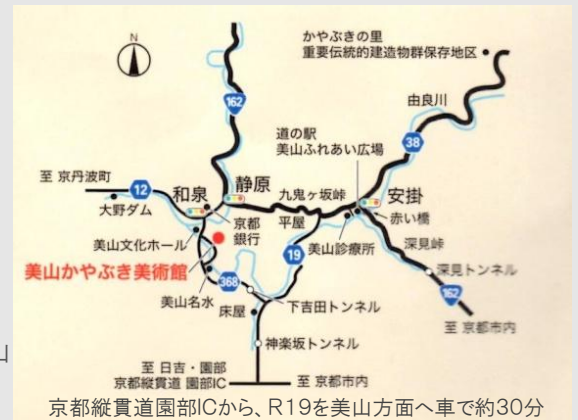 N
かやぶきの里
重要伝統的建造物群保存地区
162
由良川
道の駅
美山ふれあい広場
38
至 京丹波町
12
和泉
静原
九鬼ヶ坂峠
安掛
大野ダム
京都
銀行
平屋
赤い橋
美山文化ホール
美山診療所
深見峠
19
美山かやぶき美術館
深見トンネル
368
美山名水
162
下吉田トンネル
床屋
至 京都市内
神楽坂トンネル
山
至 日吉・園部
京都縦貫道 園部IC
至 京都市内
京都縦貫道園部ICから、R19を美山方面へ車で約30分